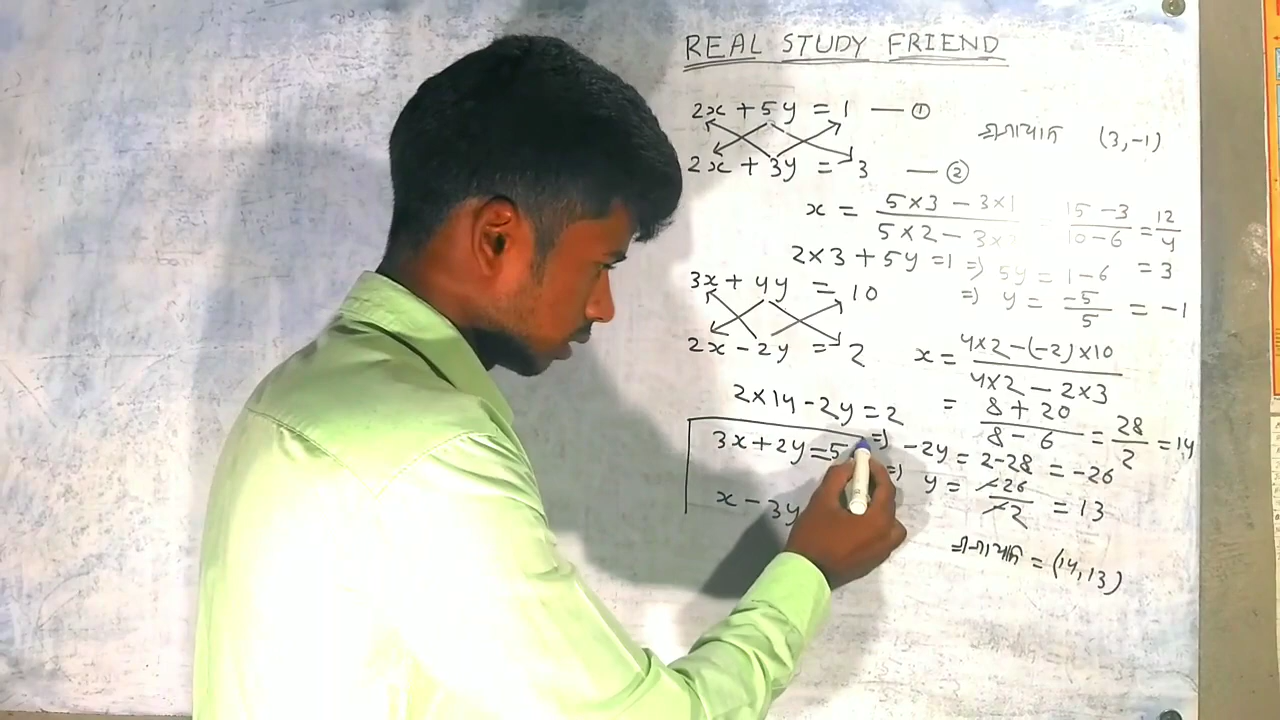 REAL STUDY FRIEND
2x + 5y = 1 — ①
2x + 3y = 3 — ②
(3, -1)
x = (5×3 - 3×1)/(5×2 - 3×2) (15 - 3)/(10 - 6) = 12/4
= 3
2×3 + 5y = 1 => 5y = 1 - 6
=> y = -5/5 = -1
3x + 4y = 10
2x - 2y = 2
x = (4×2 - (-2)×10)/(4×2 - 2×3)
= (8 + 20)/(8 - 6) = 28/2 = 14
2×14 - 2y = 2
=> -2y = 2 - 28 = -26
=> y = -26/-2 = 13
= (14, 13)
3x + 2y = 5
x - 3y